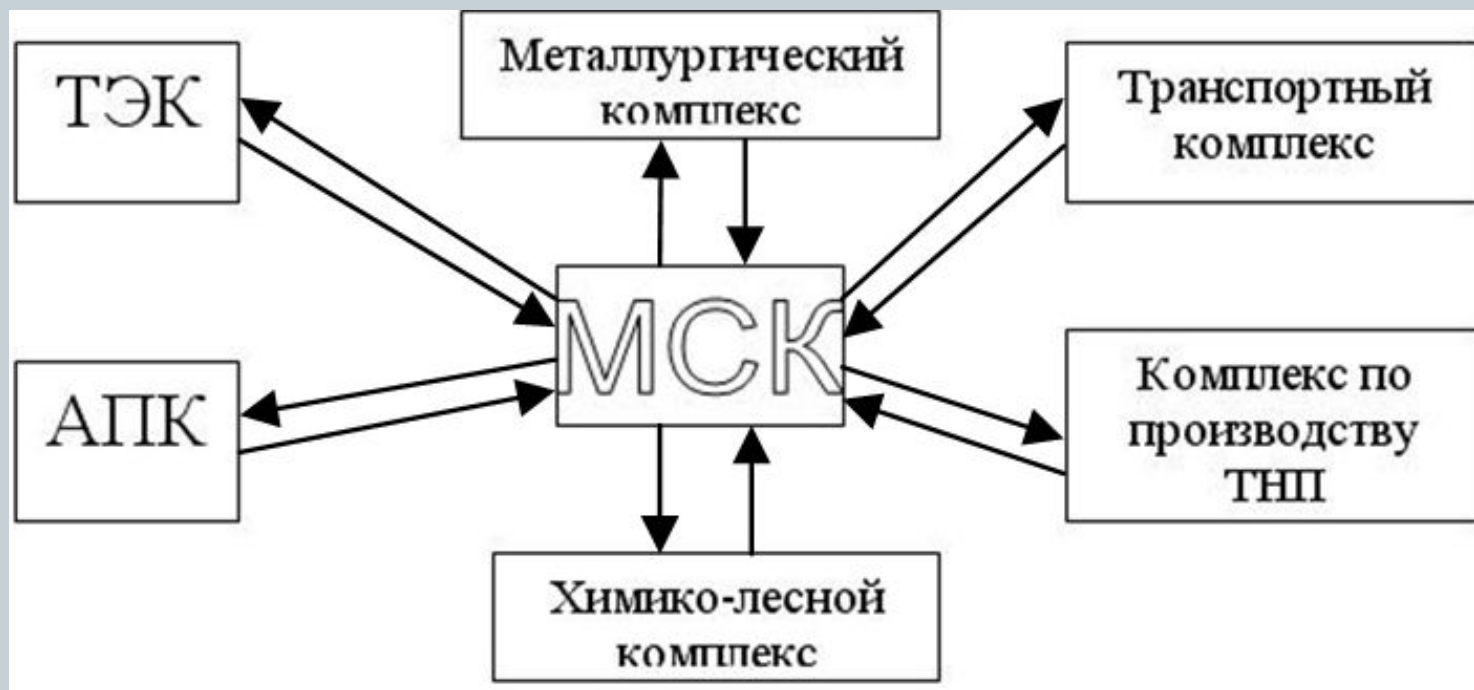 ТЭК
Металлургический
комплекс
Транспортный
комплекс
МСК
АПК
Комплекс по
производству
ТНП
Химико-лесной
комплекс